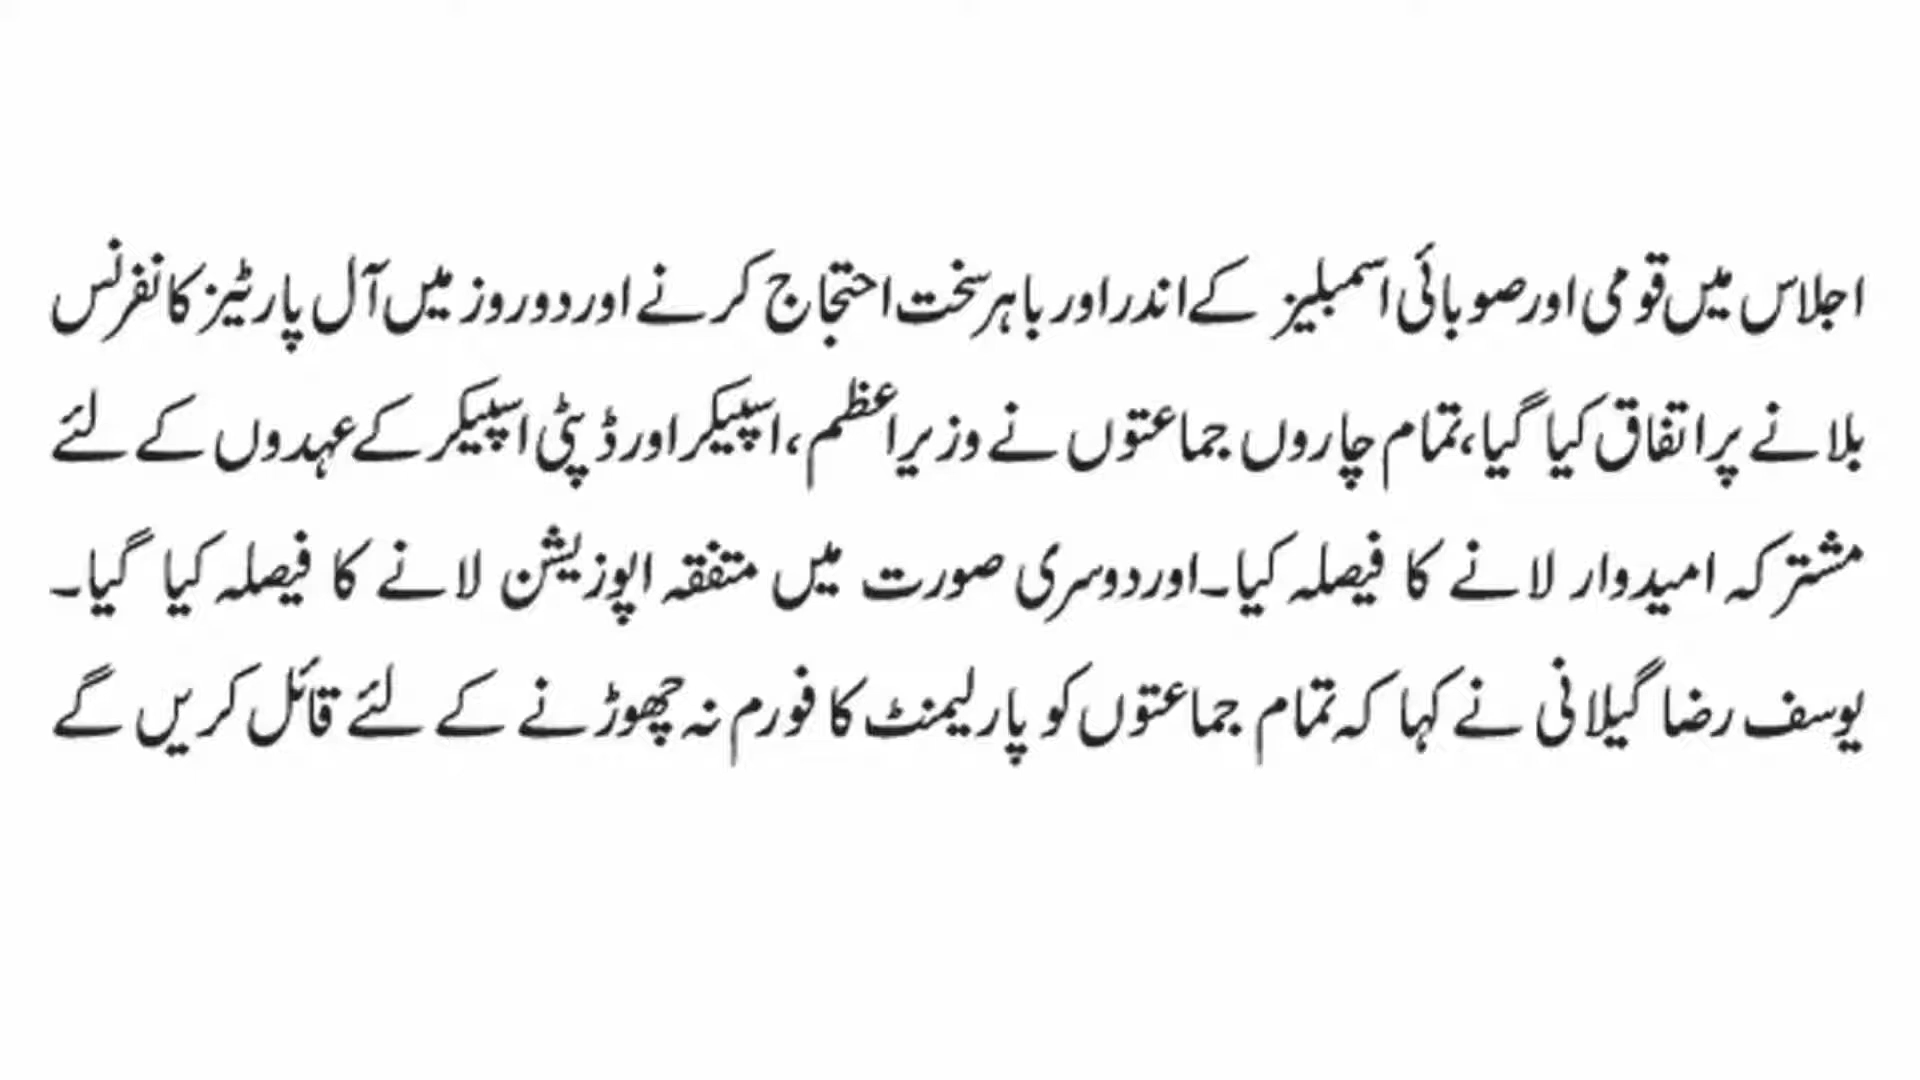 اجلاس میں قومی اور صوبائی اسمبلیز کے اندر اور باہر سخت احتجاج کرنے اور دو روز میں آل پارٹیز کانفرنس
بلانے پر اتفاق کیا گیا، تمام چاروں جماعتوں نے وزیراعظم، اسپیکر اور ڈپٹی اسپیکر کے عہدوں کے لئے
مشترکہ امیدوار لانے کا فیصلہ کیا۔ اور دوسری صورت میں متفقہ اپوزیشن لانے کا فیصلہ کیا گیا۔
یوسف رضا گیلانی نے کہا کہ تمام جماعتوں کو پارلیمنٹ کا فورم نہ چھوڑنے کے لئے قائل کریں گے